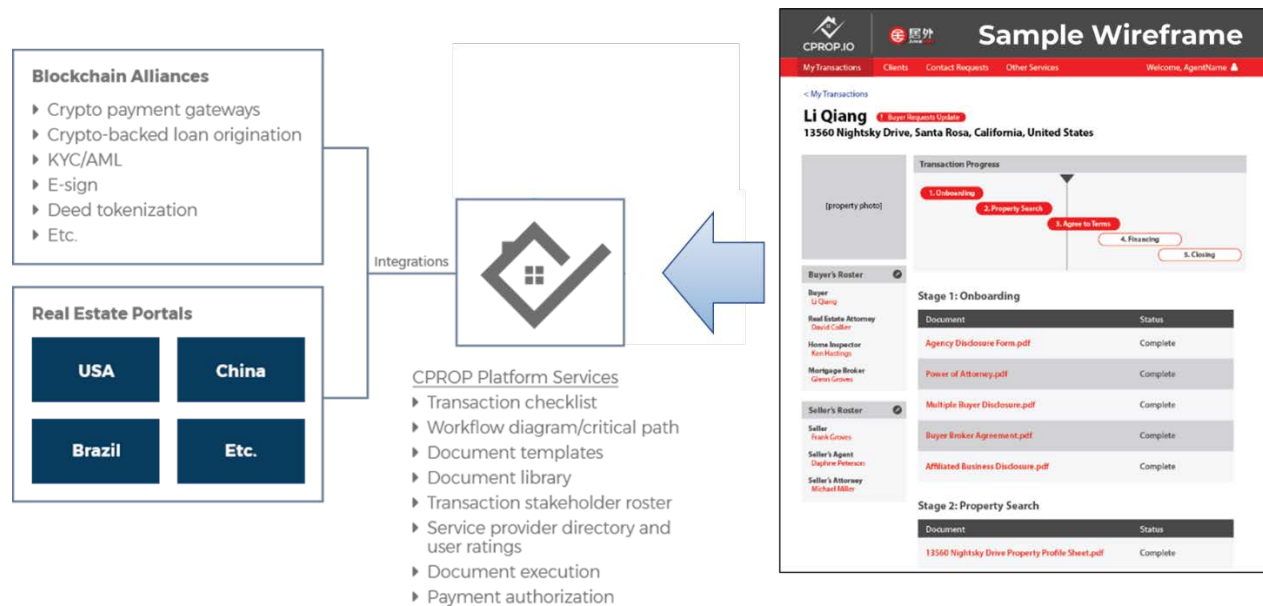 Blockchain Alliances
Crypto payment gateways
Crypto-backed loan origination
KYC/AML
E-sign
Deed tokenization
Etc.
Real Estate Portals
USA
China
Brazil
Etc.
Integrations
CPROP Platform Services
Transaction checklist
Workflow diagram/critical path
Document templates
Document library
Transaction stakeholder roster
Service provider directory and
user ratings
Document execution
Payment authorization
CPROP.IO
居外
Sample Wireframe
My Transactions
Clients
Contact Requests
Other Services
Welcome, AgentName
< My Transactions
Li Qiang
Buyer Requests Update
13560 Nightsky Drive, Santa Rosa, California, United States
[property photo]
Transaction Progress
1. Onboarding
2. Property Search
3. Agree to Terms
4. Financing
5. Closing
Buyer's Roster
Buyer
Li Qiang
Real Estate Attorney
David Collier
Home Inspector
Ken Hastings
Mortgage Broker
Glenn Groves
Seller's Roster
Seller
Frank Groves
Seller's Agent
Daphne Peterson
Seller's Attorney
Michael Miller
Stage 1: Onboarding
Document Status
Agency Disclosure Form.pdf Complete
Power of Attorney.pdf Complete
Multiple Buyer Disclosure.pdf Complete
Buyer Broker Agreement.pdf Complete
Affiliated Business Disclosure.pdf Complete
Stage 2: Property Search
Document Status
13560 Nightsky Drive Property Profile Sheet.pdf Complete